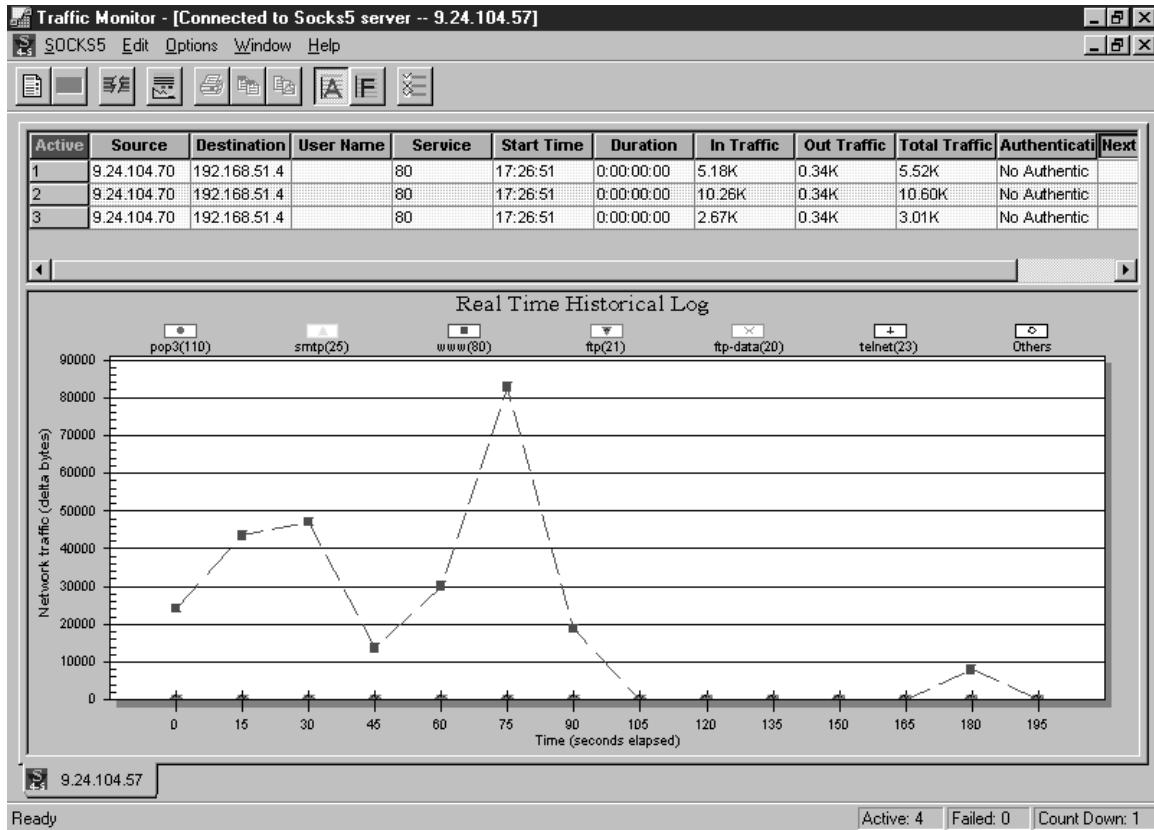 Traffic Monitor - [Connected to Socks5 server -- 9.24.104.57]
SOCKS5 Edit Options Window Help
Active Source Destination User Name Service Start Time Duration In Traffic Out Traffic Total Traffic Authenticati Next
1 9.24.104.70 192.168.51.4 80 17:26:51 0:00:00:00 5.18K 0.34K 5.52K No Authentic
2 9.24.104.70 192.168.51.4 80 17:26:51 0:00:00:00 10.26K 0.34K 10.60K No Authentic
3 9.24.104.70 192.168.51.4 80 17:26:51 0:00:00:00 2.67K 0.34K 3.01K No Authentic
Real Time Historical Log
pop3(110) smtp(25) www(80) ftp(21) ftp-data(20) telnet(23) Others
Network traffic (delta bytes)
90000
80000
70000
60000
50000
40000
30000
20000
10000
0
0 15 30 45 60 75 90 105 120 135 150 165 180 195
Time (seconds elapsed)
9.24.104.57
Ready Active: 4 Failed: 0 Count Down: 1